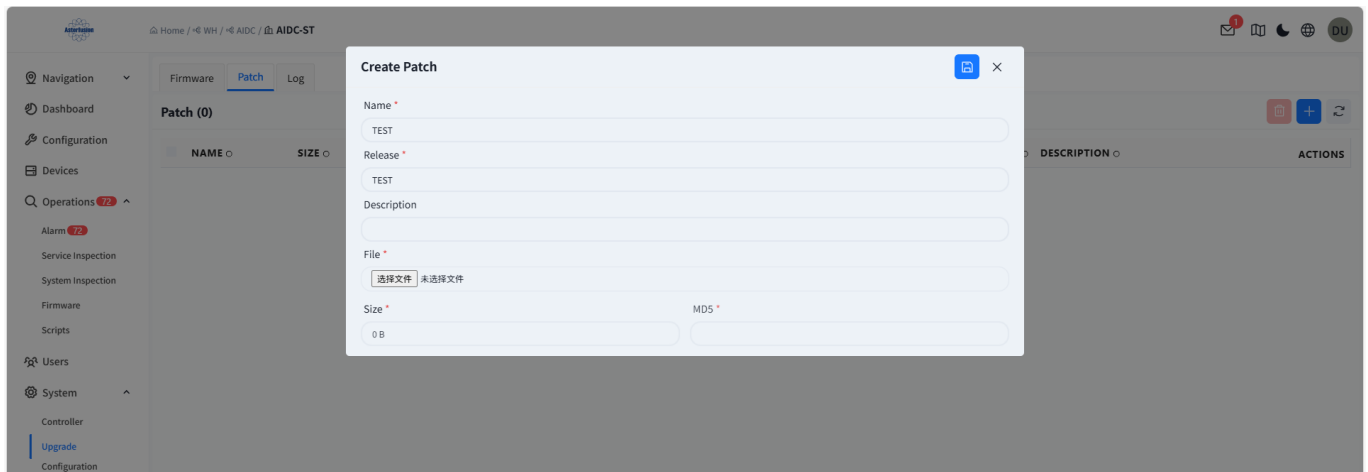 Asterfusion
Home / WH / AIDC / AIDC-ST
1
DU
Navigation
Dashboard
Configuration
Devices
Operations 72
Alarm 72
Service Inspection
System Inspection
Firmware
Scripts
Users
System
Controller
Upgrade
Configuration
Firmware Patch Log
Patch (0)
NAME SIZE DESCRIPTION ACTIONS
Create Patch
Name *
TEST
Release *
TEST
Description
File *
选择文件 未选择文件
Size * MD5 *
0 B